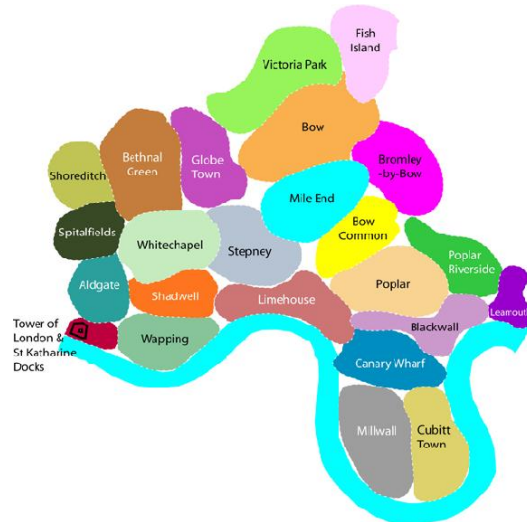 Fish
Island
Victoria Park
Bow
Bethnal
Green
Globe
Town
Bromley
-by-Bow
Shoreditch
Mile End
Spitalfields
Bow
Common
Whitechapel
Stepney
Poplar
Riverside
Aldgate
Shadwell
Limehouse
Poplar
Leamouth
Blackwall
Tower of
London &
St Katharine
Docks
Wapping
Canary Wharf
Millwall
Cubitt
Town